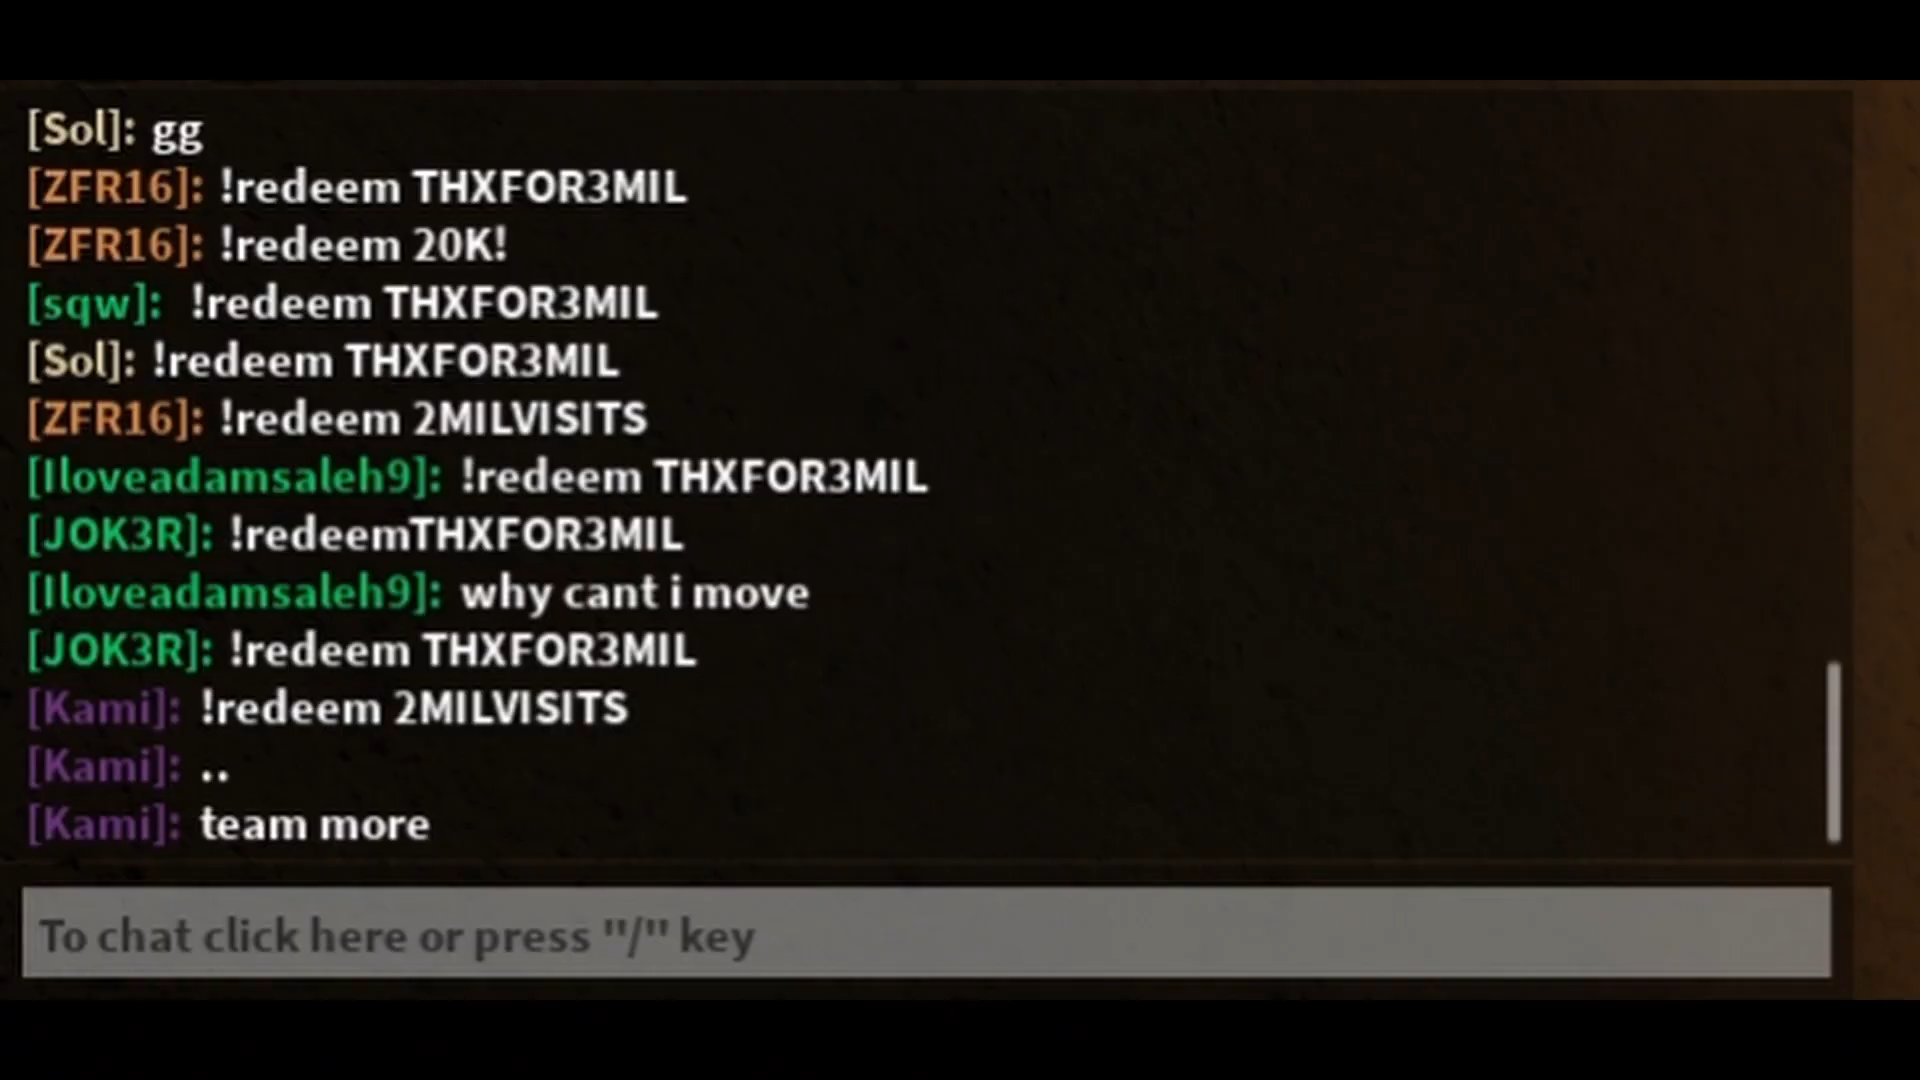 [Sol]: gg
[ZFR16]: !redeem THXFOR3MIL
[ZFR16]: !redeem 20K!
[sqw]: !redeem THXFOR3MIL
[Sol]: !redeem THXFOR3MIL
[ZFR16]: !redeem 2MILVISITS
[Iloveadamsaleh9]: !redeem THXFOR3MIL
[JOK3R]: !redeemTHXFOR3MIL
[Iloveadamsaleh9]: why cant i move
[JOK3R]: !redeem THXFOR3MIL
[Kami]: !redeem 2MILVISITS
[Kami]: ..
[Kami]: team more
To chat click here or press "/" key